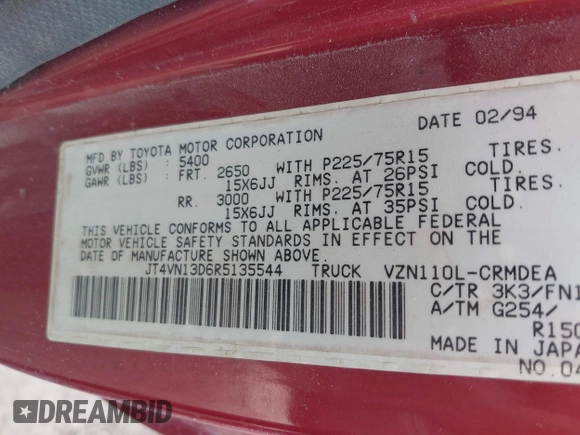 DATE 02/94
MFD.BY TOYOTA MOTOR CORPORATION
GVWR (LBS) : 5400
GAWR (LBS) : FRT. 2650 WITH P225/75R15 TIRES.
15X6JJ RIMS. AT 26PSI COLD.
RR. 3000 WITH P225/75R15 TIRES.
15X6JJ RIMS. AT 35PSI COLD.
THIS VEHICLE CONFORMS TO ALL APPLICABLE FEDERAL
MOTOR VEHICLE SAFETY STANDARDS IN EFFECT ON THE
DATE OF MANUFACTURE SHOWN ABOVE.
JT4VN13D6R5135544 TRUCK VZN110L-CRMDEA
C/TR 3K3/FN1
A/TM G254/
R150
MADE IN JAPA
NO.04
DREAMBID